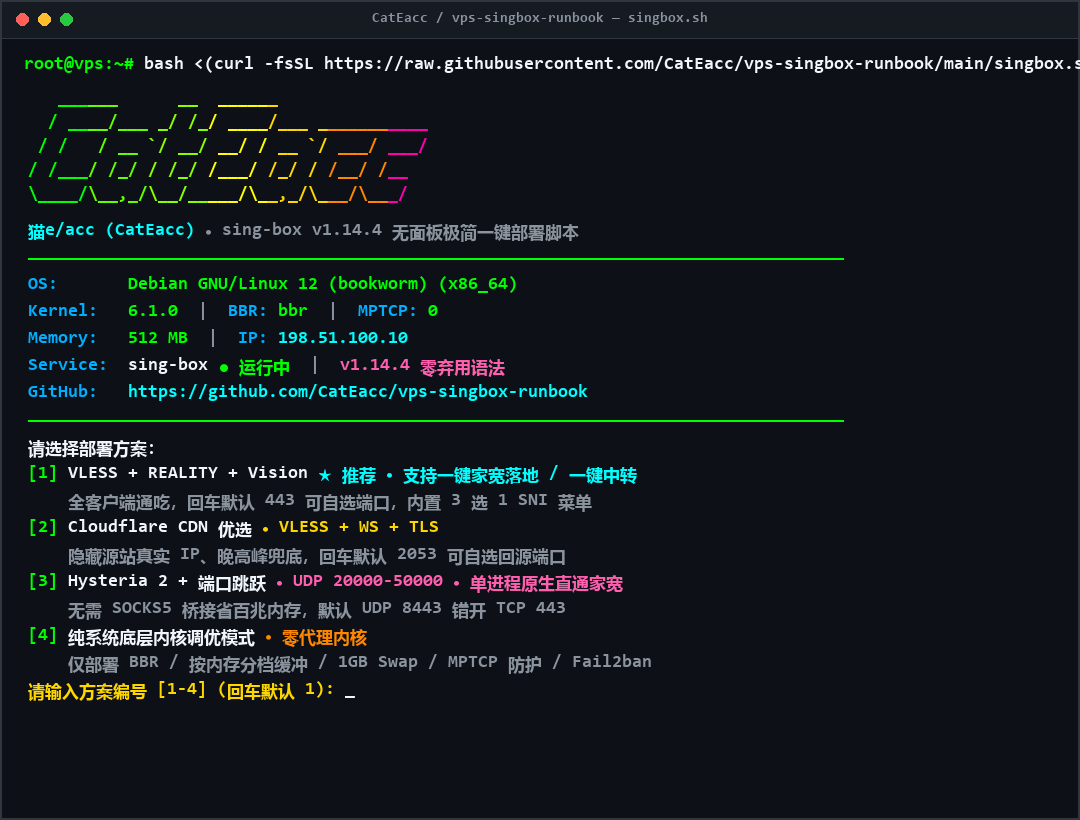 CatEacc / vps-singbox-runbook — singbox.sh
root@vps:~# bash <(curl -fsSL https://raw.githubusercontent.com/CatEacc/vps-singbox-runbook/main/singbox.s
CatEacc
猫e/acc (CatEacc) • sing-box v1.14.4 无面板极简一键部署脚本
OS: Debian GNU/Linux 12 (bookworm) (x86_64)
Kernel: 6.1.0 | BBR: bbr | MPTCP: 0
Memory: 512 MB | IP: 198.51.100.10
Service: sing-box ● 运行中 | v1.14.4 零弃用语法
GitHub: https://github.com/CatEacc/vps-singbox-runbook
请选择部署方案：
[1] VLESS + REALITY + Vision ★ 推荐 • 支持一键家宽落地 / 一键中转
全客户端通吃，回车默认 443 可自选端口，内置 3 选 1 SNI 菜单
[2] Cloudflare CDN 优选 • VLESS + WS + TLS
隐藏源站真实 IP、晚高峰兜底，回车默认 2053 可自选回源端口
[3] Hysteria 2 + 端口跳跃 • UDP 20000-50000 • 单进程原生直通家宽
无需 SOCKS5 桥接省百兆内存，默认 UDP 8443 错开 TCP 443
[4] 纯系统底层内核调优模式 • 零代理内核
仅部署 BBR / 按内存分档缓冲 / 1GB Swap / MPTCP 防护 / Fail2ban
请输入方案编号 [1-4] (回车默认 1): _